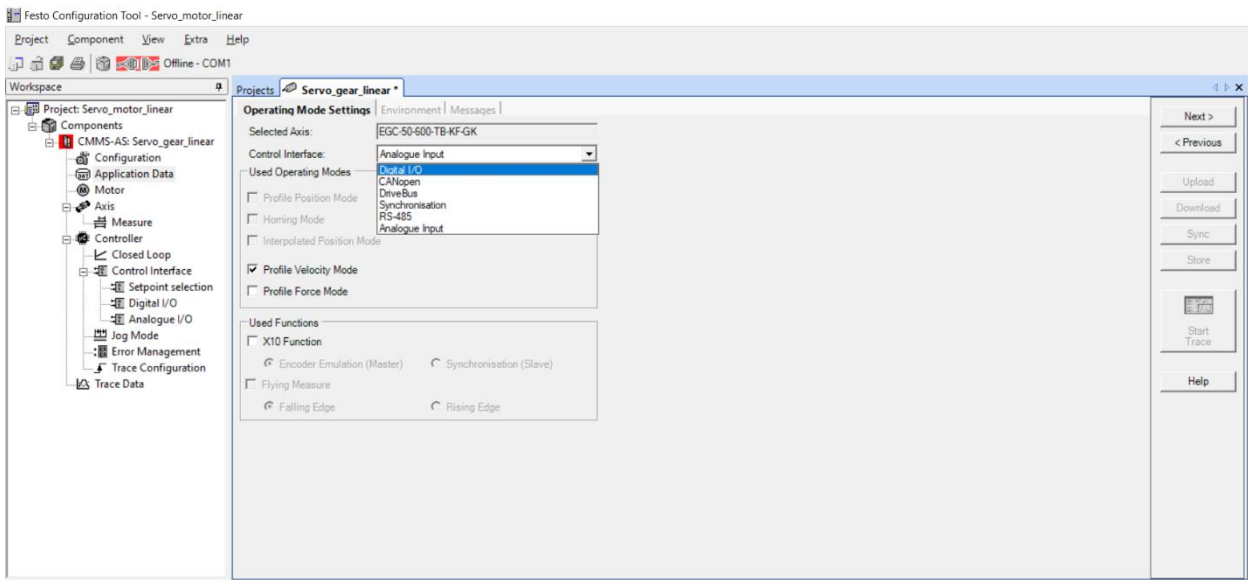 Festo Configuration Tool - Servo_motor_linear
Project Component View Extra Help
Offline - COM1
Workspace
Project: Servo_motor_linear
Components
CMMS-AS: Servo_gear_linear
Configuration
Application Data
Motor
Axis
Measure
Controller
Closed Loop
Control Interface
Setpoint selection
Digital I/O
Analogue I/O
Jog Mode
Error Management
Trace Configuration
Trace Data
Projects Servo_gear_linear *
Operating Mode Settings Environment Messages
Selected Axis: EGC-50-600-TB-KF-GK
Control Interface: Analogue Input
Digital I/O
CANopen
DriveBus
Synchronisation
RS-485
Analogue Input
Used Operating Modes
Profile Position Mode
Homing Mode
Interpolated Position Mode
Profile Velocity Mode
Profile Force Mode
Used Functions
X10 Function
Encoder Emulation (Master) Synchronisation (Slave)
Flying Measure
Falling Edge Rising Edge
Next >
< Previous
Upload
Download
Sync
Store
Start
Trace
Help